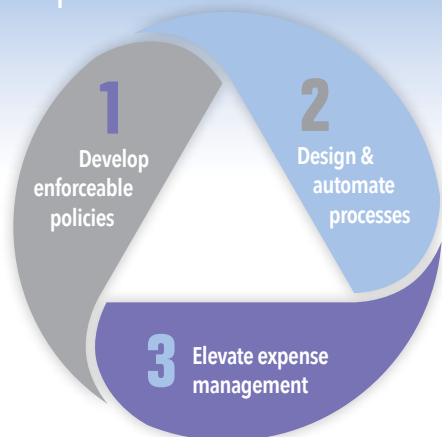 1
Develop
enforceable
policies
2
Design &
automate
processes
3
Elevate expense
management